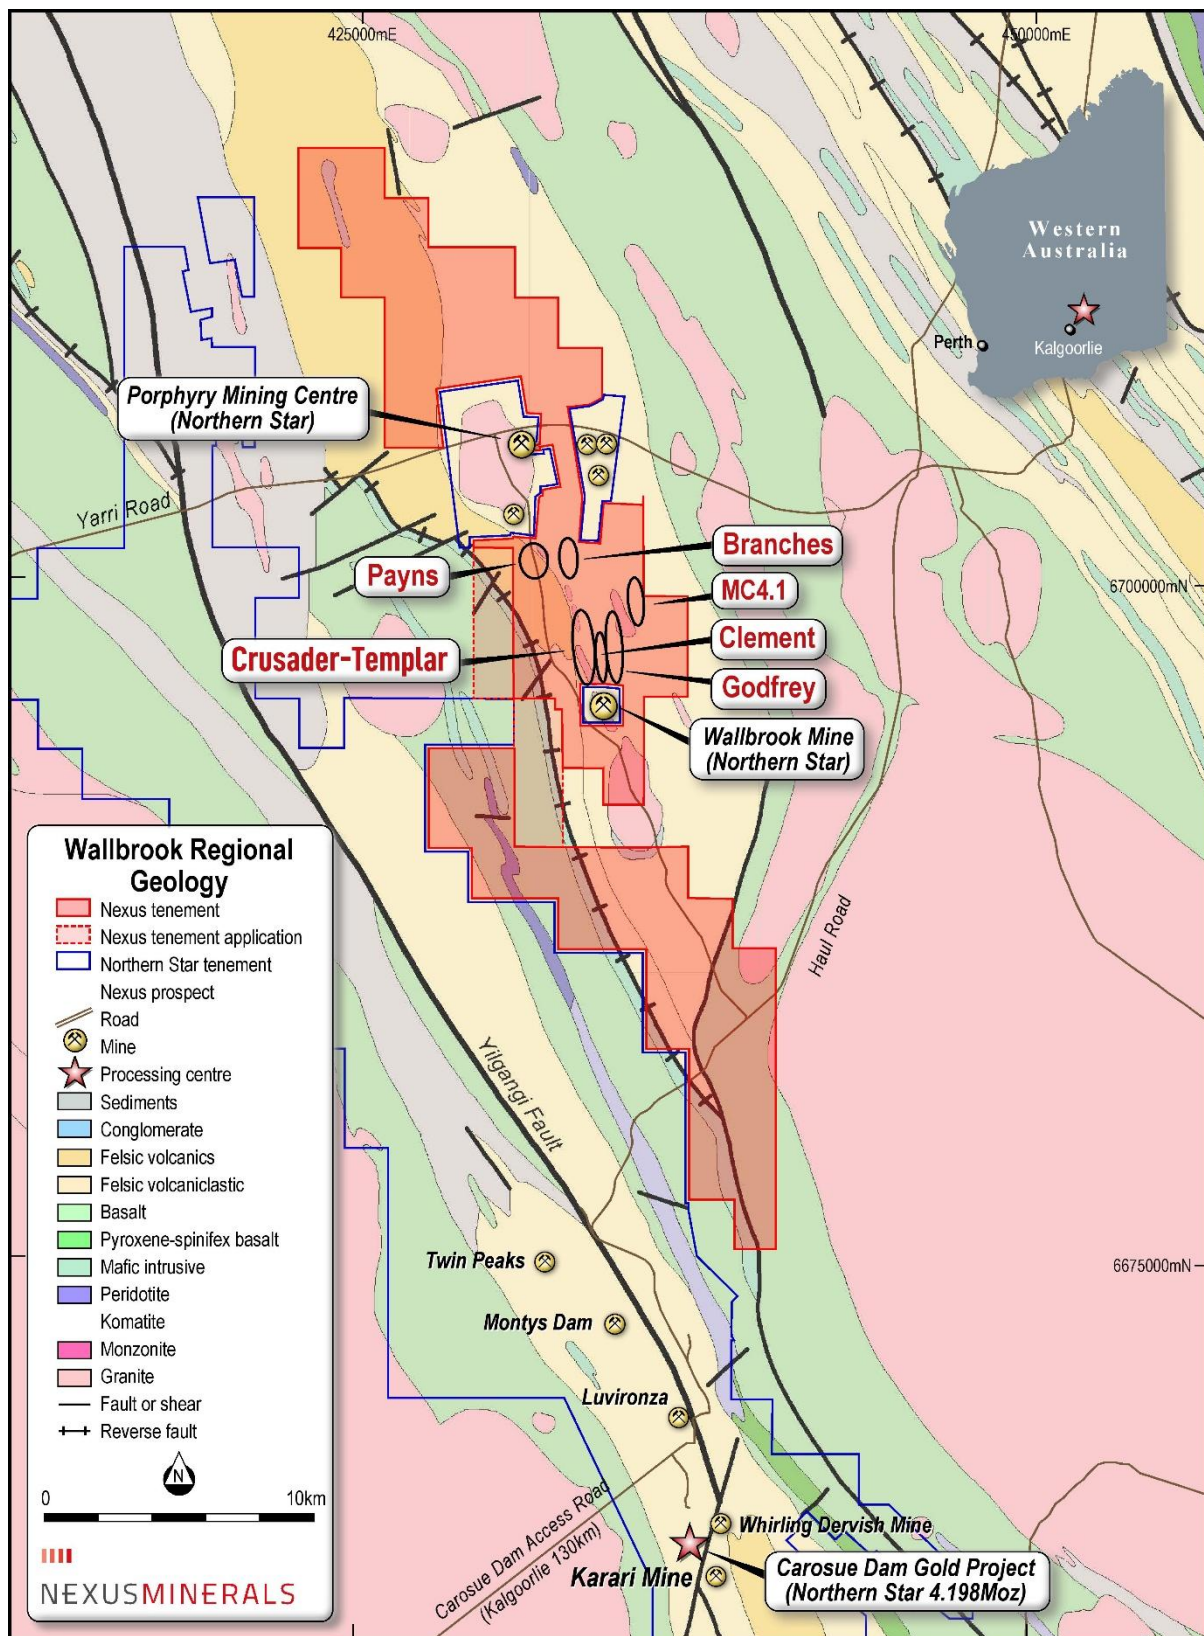 425000mE
450000mE
Western
Australia
Perth
Kalgoorlie
Porphyry Mining Centre
(Northern Star)
Yarri Road
Payns
Branches
6700000mN
MC4.1
Crusader-Templar
Clement
Godfrey
Wallbrook Mine
(Northern Star)
Haul Road
Yilgangi Fault
Wallbrook Regional
Geology
Nexus tenement
Nexus tenement application
Northern Star tenement
Nexus prospect
Road
Mine
Processing centre
Sediments
Conglomerate
Felsic volcanics
Felsic volcaniclastic
Basalt
Pyroxene-spinifex basalt
Mafic intrusive
Peridotite
Komatite
Monzonite
Granite
Fault or shear
Reverse fault
N
0 10km
NEXUSMINERALS
Twin Peaks
6675000mN
Montys Dam
Luvironza
Carosue Dam Access Road
(Kalgoorlie 130km)
Whirling Dervish Mine
Karari Mine
Carosue Dam Gold Project
(Northern Star 4.198Moz)